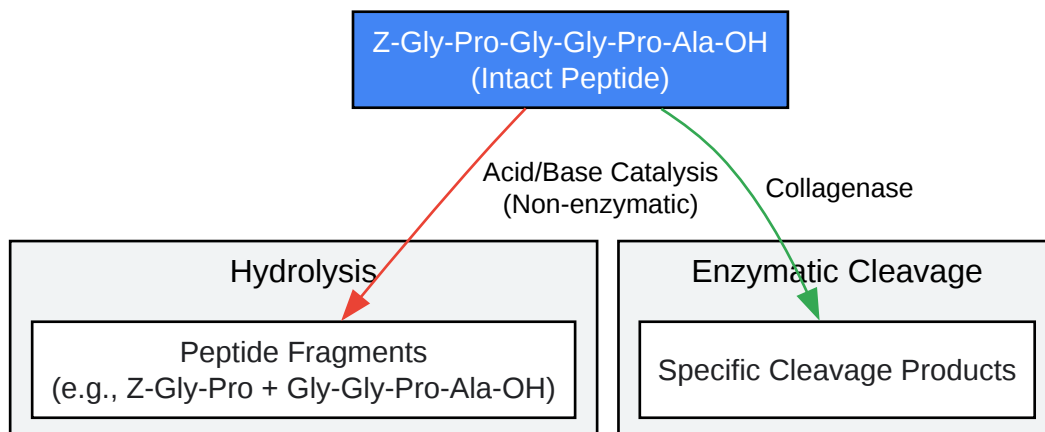 Z-Gly-Pro-Gly-Gly-Pro-Ala-OH
(Intact Peptide)
Acid/Base Catalysis
(Non-enzymatic)
Collagenase
Hydrolysis
Enzymatic Cleavage
Peptide Fragments
(e.g., Z-Gly-Pro + Gly-Gly-Pro-Ala-OH)
Specific Cleavage Products